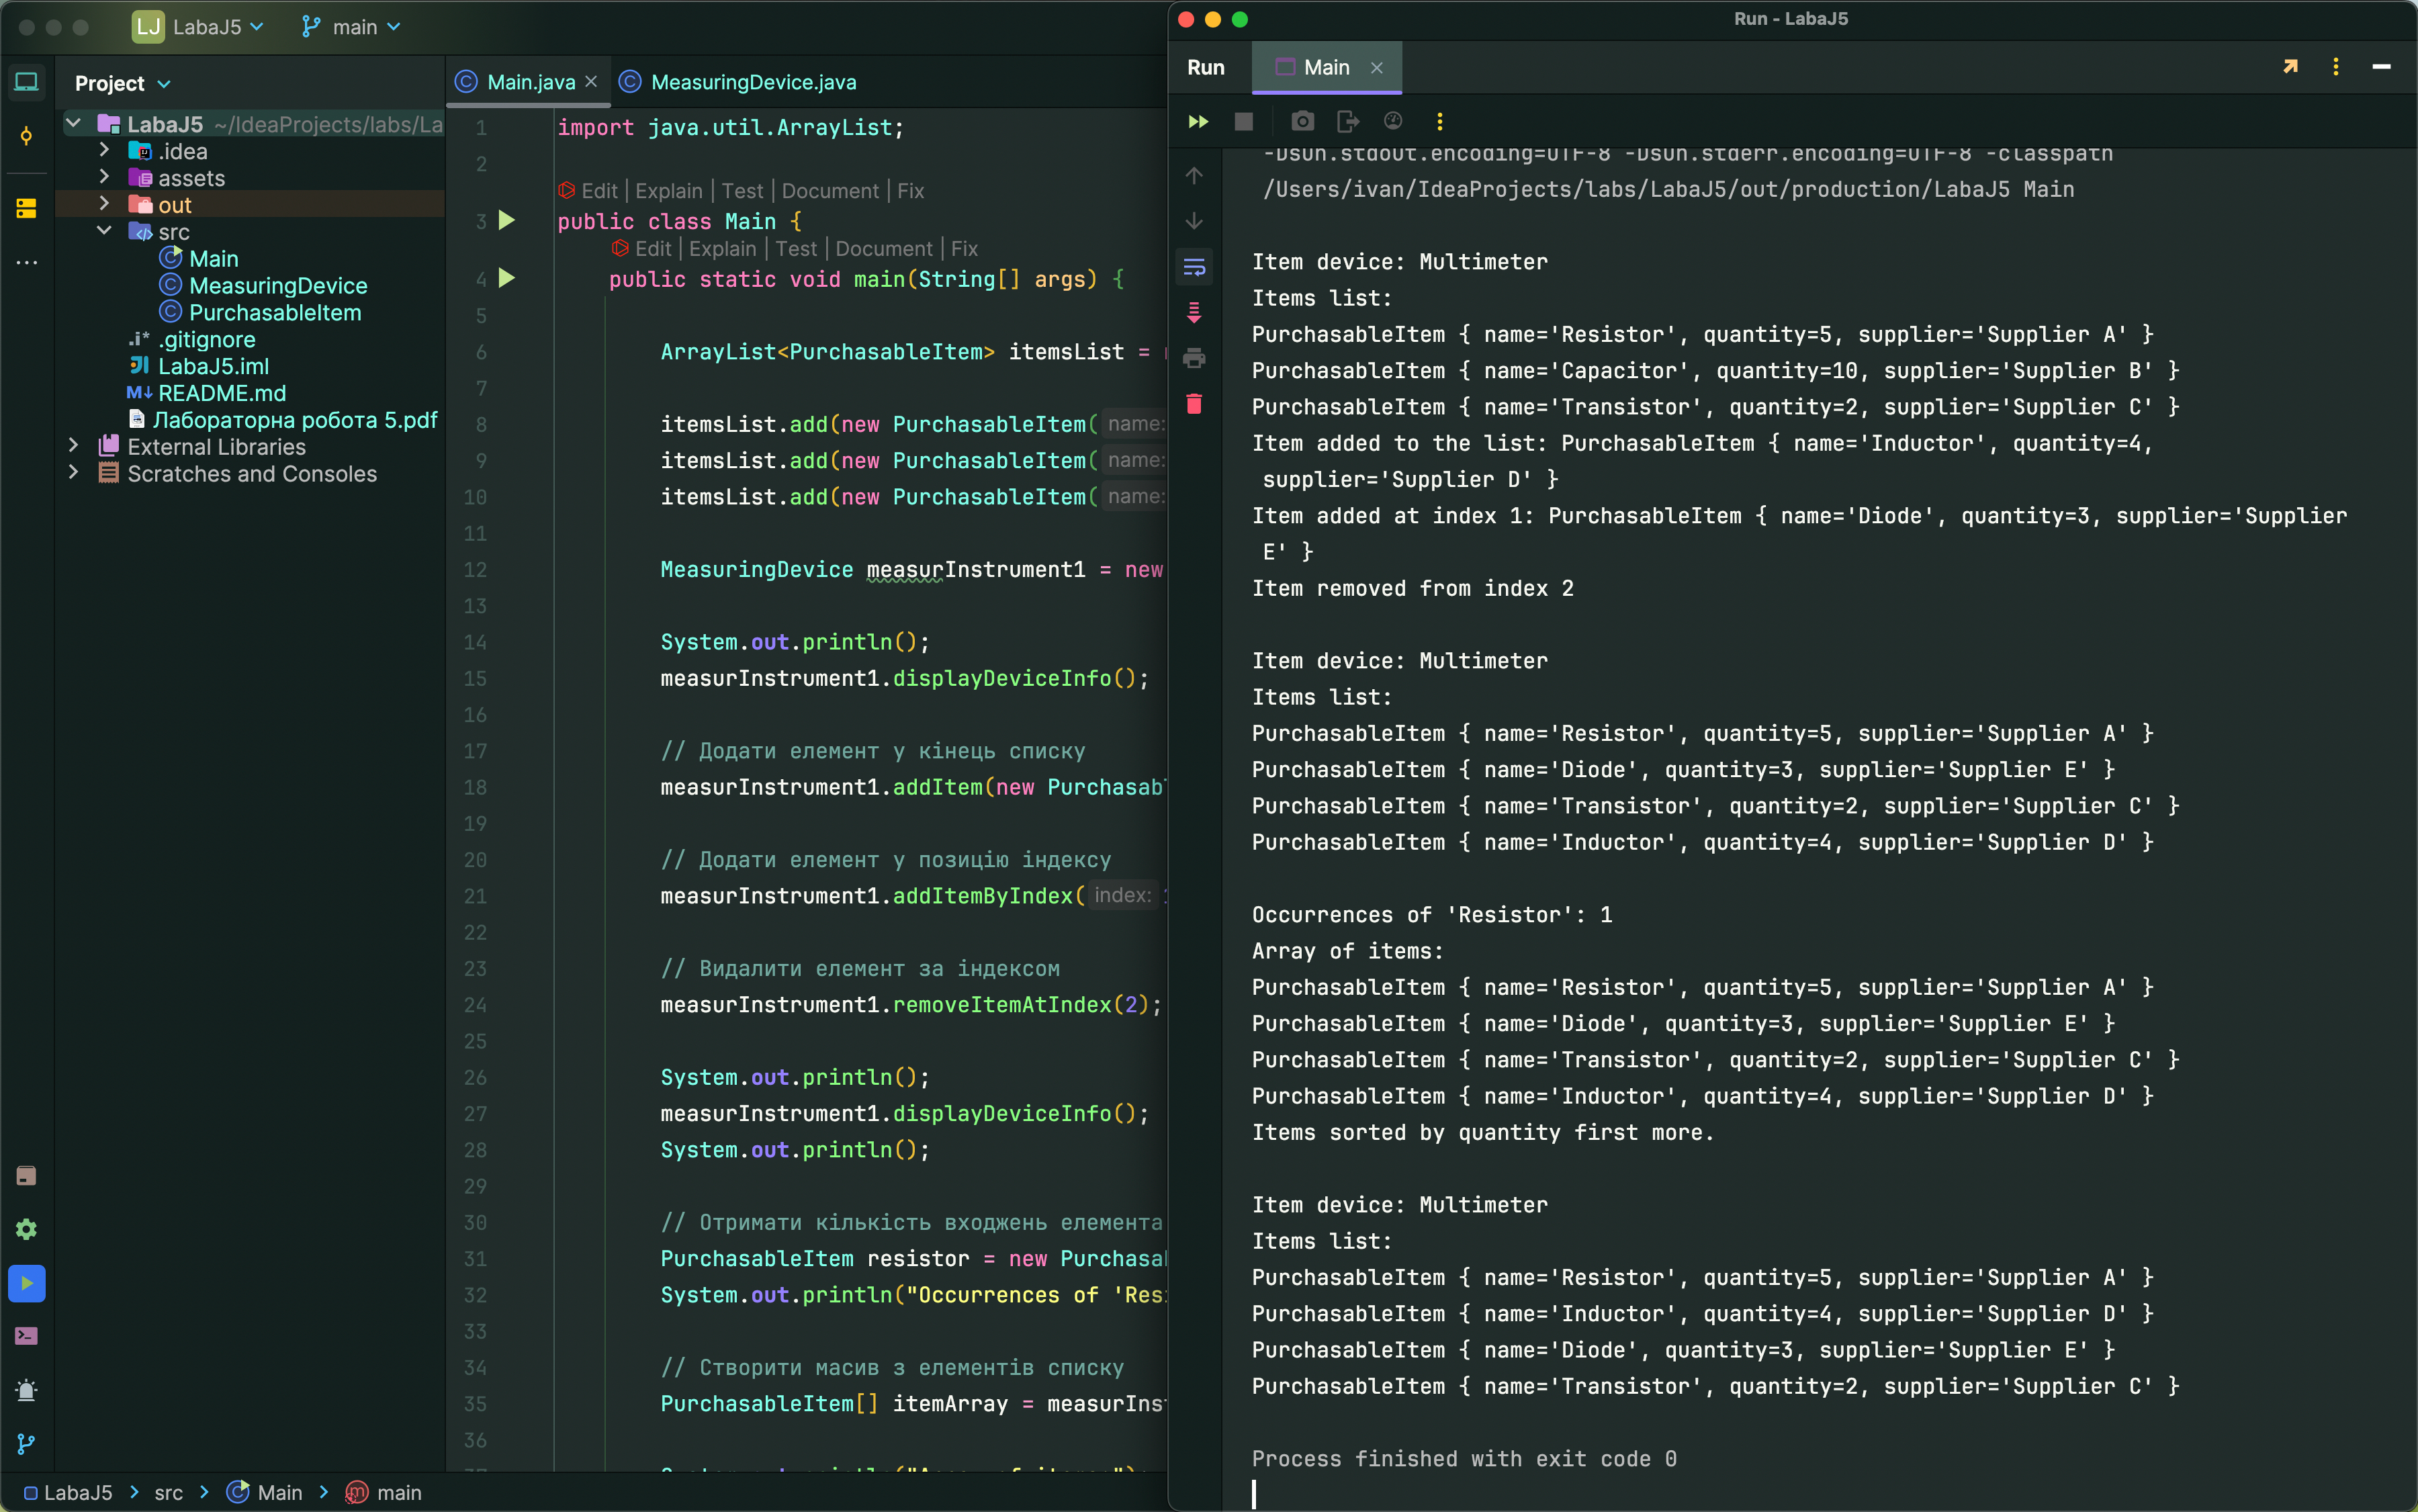 LJ LabaJ5 main
Project
LabaJ5 ~/IdeaProjects/labs/La
.idea
assets
out
src
Main
MeasuringDevice
PurchasableItem
.gitignore
LabaJ5.iml
README.md
Лабораторна робота 5.pdf
External Libraries
Scratches and Consoles
Main.java MeasuringDevice.java
1 import java.util.ArrayList;
2
Edit | Explain | Test | Document | Fix
3 public class Main {
Edit | Explain | Test | Document | Fix
4 public static void main(String[] args) {
5
6 ArrayList<PurchasableItem> itemsList =
7
8 itemsList.add(new PurchasableItem( name:
9 itemsList.add(new PurchasableItem( name:
10 itemsList.add(new PurchasableItem( name:
11
12 MeasuringDevice measurInstrument1 = new
13
14 System.out.println();
15 measurInstrument1.displayDeviceInfo();
16
17 // Додати елемент у кінець списку
18 measurInstrument1.addItem(new Purchasab
19
20 // Додати елемент у позицію індексу
21 measurInstrument1.addItemByIndex( index:
22
23 // Видалити елемент за індексом
24 measurInstrument1.removeItemAtIndex(2);
25
26 System.out.println();
27 measurInstrument1.displayDeviceInfo();
28 System.out.println();
29
30 // Отримати кількість входжень елемента
31 PurchasableItem resistor = new Purchasa
32 System.out.println("Occurrences of 'Res
33
34 // Створити масив з елементів списку
35 PurchasableItem[] itemArray = measurIns
36
LabaJ5 > src > Main > main
Run - LabaJ5
Run Main
-Dsun.stdout.encoding=UTF-8 -Dsun.stderr.encoding=UTF-8 -classpath
/Users/ivan/IdeaProjects/labs/LabaJ5/out/production/LabaJ5 Main
Item device: Multimeter
Items list:
PurchasableItem { name='Resistor', quantity=5, supplier='Supplier A' }
PurchasableItem { name='Capacitor', quantity=10, supplier='Supplier B' }
PurchasableItem { name='Transistor', quantity=2, supplier='Supplier C' }
Item added to the list: PurchasableItem { name='Inductor', quantity=4,
supplier='Supplier D' }
Item added at index 1: PurchasableItem { name='Diode', quantity=3, supplier='Supplier
E' }
Item removed from index 2
Item device: Multimeter
Items list:
PurchasableItem { name='Resistor', quantity=5, supplier='Supplier A' }
PurchasableItem { name='Diode', quantity=3, supplier='Supplier E' }
PurchasableItem { name='Transistor', quantity=2, supplier='Supplier C' }
PurchasableItem { name='Inductor', quantity=4, supplier='Supplier D' }
Occurrences of 'Resistor': 1
Array of items:
PurchasableItem { name='Resistor', quantity=5, supplier='Supplier A' }
PurchasableItem { name='Diode', quantity=3, supplier='Supplier E' }
PurchasableItem { name='Transistor', quantity=2, supplier='Supplier C' }
PurchasableItem { name='Inductor', quantity=4, supplier='Supplier D' }
Items sorted by quantity first more.
Item device: Multimeter
Items list:
PurchasableItem { name='Resistor', quantity=5, supplier='Supplier A' }
PurchasableItem { name='Inductor', quantity=4, supplier='Supplier D' }
PurchasableItem { name='Diode', quantity=3, supplier='Supplier E' }
PurchasableItem { name='Transistor', quantity=2, supplier='Supplier C' }
Process finished with exit code 0